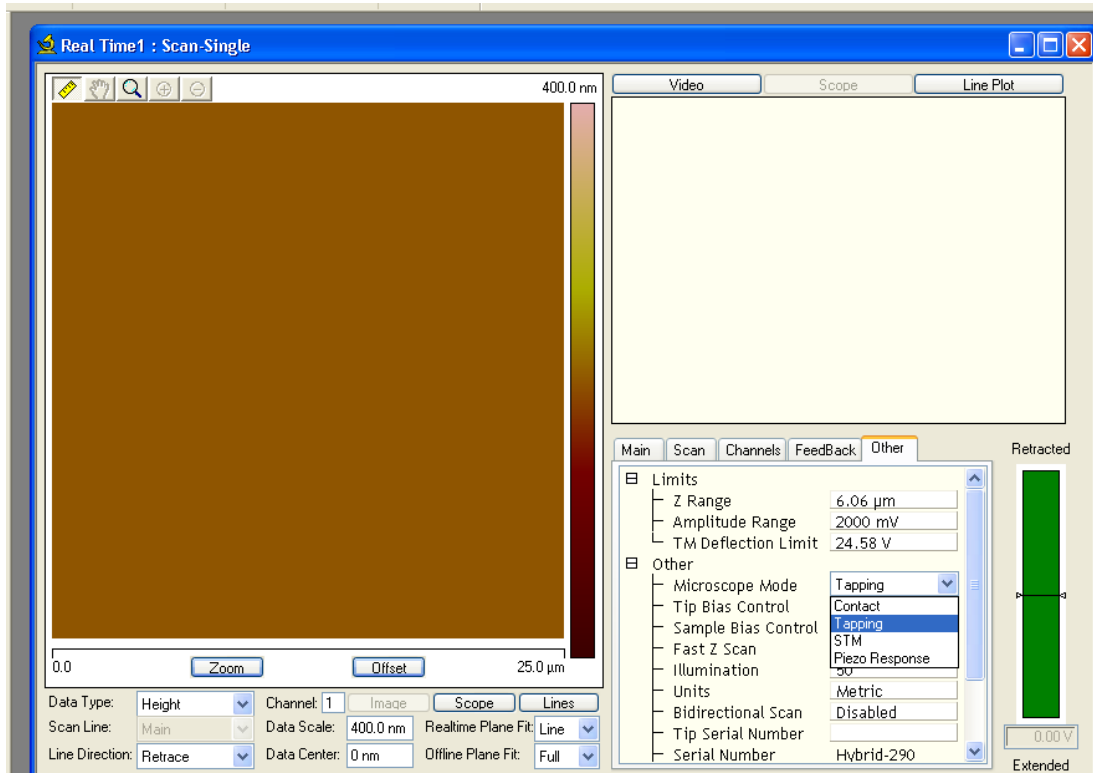 Real Time1 : Scan-Single
400.0 nm
0.0
Zoom
Offset
25.0 µm
Data Type:
Height
Channel:
1
Image
Scope
Lines
Scan Line:
Main
Data Scale:
400.0 nm
Realtime Plane Fit:
Line
Line Direction:
Retrace
Data Center:
0 nm
Offline Plane Fit:
Full
Video
Scope
Line Plot
Main
Scan
Channels
FeedBack
Other
Limits
Z Range
6.06 µm
Amplitude Range
2000 mV
TM Deflection Limit
24.58 V
Other
Microscope Mode
Tapping
Tip Bias Control
Contact
Tapping
Sample Bias Control
STM
Fast Z Scan
Piezo Response
Illumination
50
Units
Metric
Bidirectional Scan
Disabled
Tip Serial Number
Serial Number
Hybrid-290
Retracted
0.00 V
Extended